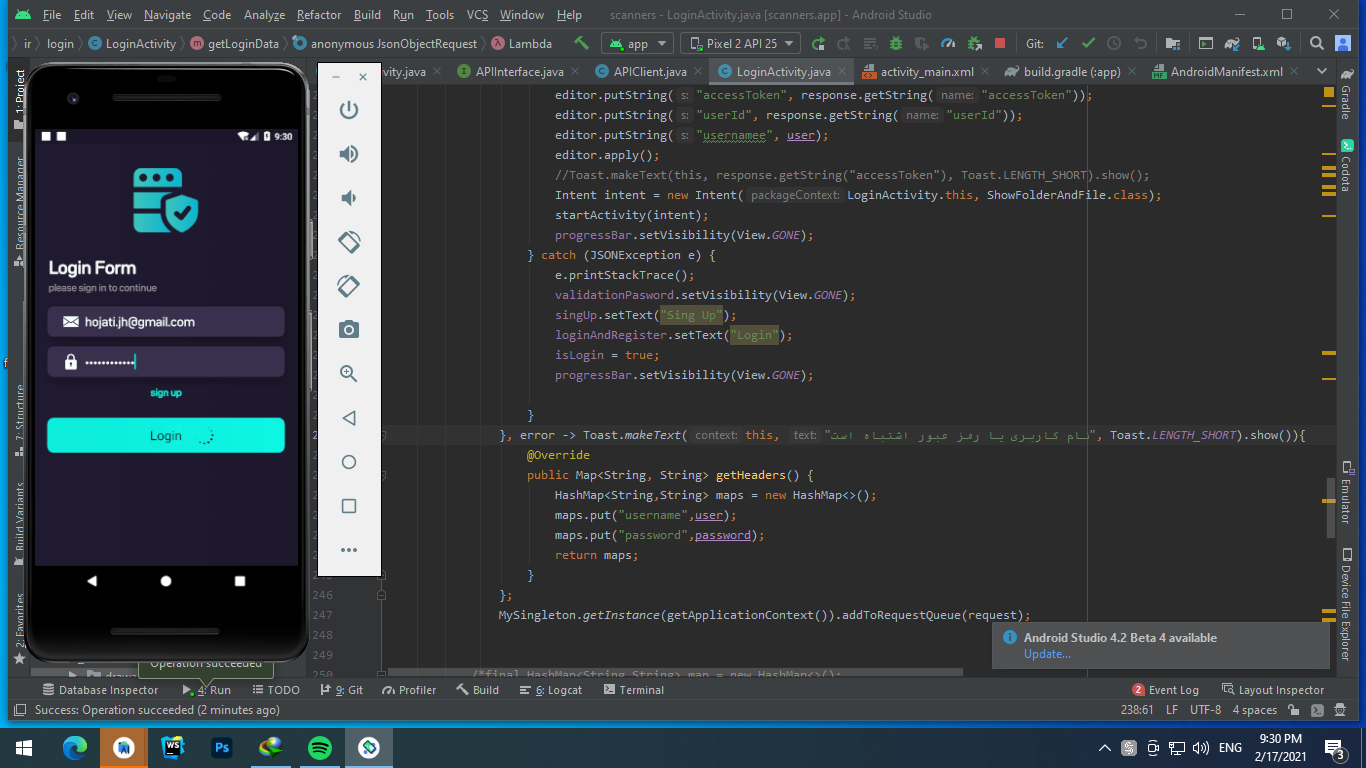 File Edit View Navigate Code Analyze Refactor Build Run Tools VCS Window Help scanners - LoginActivity.java [scanners.app] - Android Studio
ir login LoginActivity getLoginData anonymous JsonObjectRequest Lambda app Pixel 2 API 25 Git:
APIInterface.java APIClient.java LoginActivity.java activity_main.xml build.gradle (:app) AndroidManifest.xml
1: Project
Resource Manager
7: Structure
Build Variants
2: Favorites
9:30
Login Form
please sign in to continue
hojati.jh@gmail.com
sign up
Login
editor.putString( s: "accessToken", response.getString( name: "accessToken"));
editor.putString( s: "userId", response.getString( name: "userId"));
editor.putString( s: "usernamee", user);
editor.apply();
//Toast.makeText(this, response.getString("accessToken"), Toast.LENGTH_SHORT).show();
Intent intent = new Intent( packageContext: LoginActivity.this, ShowFolderAndFile.class);
startActivity(intent);
progressBar.setVisibility(View.GONE);
} catch (JSONException e) {
e.printStackTrace();
validationPasword.setVisibility(View.GONE);
singUp.setText("Sing Up");
loginAndRegister.setText("Login");
isLogin = true;
progressBar.setVisibility(View.GONE);
}
}, error -> Toast.makeText( context: this, text: "نام کاربری یا رمز عبور اشتباه است", Toast.LENGTH_SHORT).show()){
@Override
public Map<String, String> getHeaders() {
HashMap<String,String> maps = new HashMap<>();
maps.put("username",user);
maps.put("password",password);
return maps;
}
246 };
247 MySingleton.getInstance(getApplicationContext()).addToRequestQueue(request);
248
249
250 /*final HashMap<String,String> map = new HashMap<>();
Gradle
Codota
Emulator
Device File Explorer
Android Studio 4.2 Beta 4 available
Update...
Operation succeeded
Database Inspector 4: Run TODO 9: Git Profiler Build 6: Logcat Terminal 2 Event Log Layout Inspector
Success: Operation succeeded (2 minutes ago) 238:61 LF UTF-8 4 spaces
WS Ps ENG 9:30 PM
2/17/2021 3